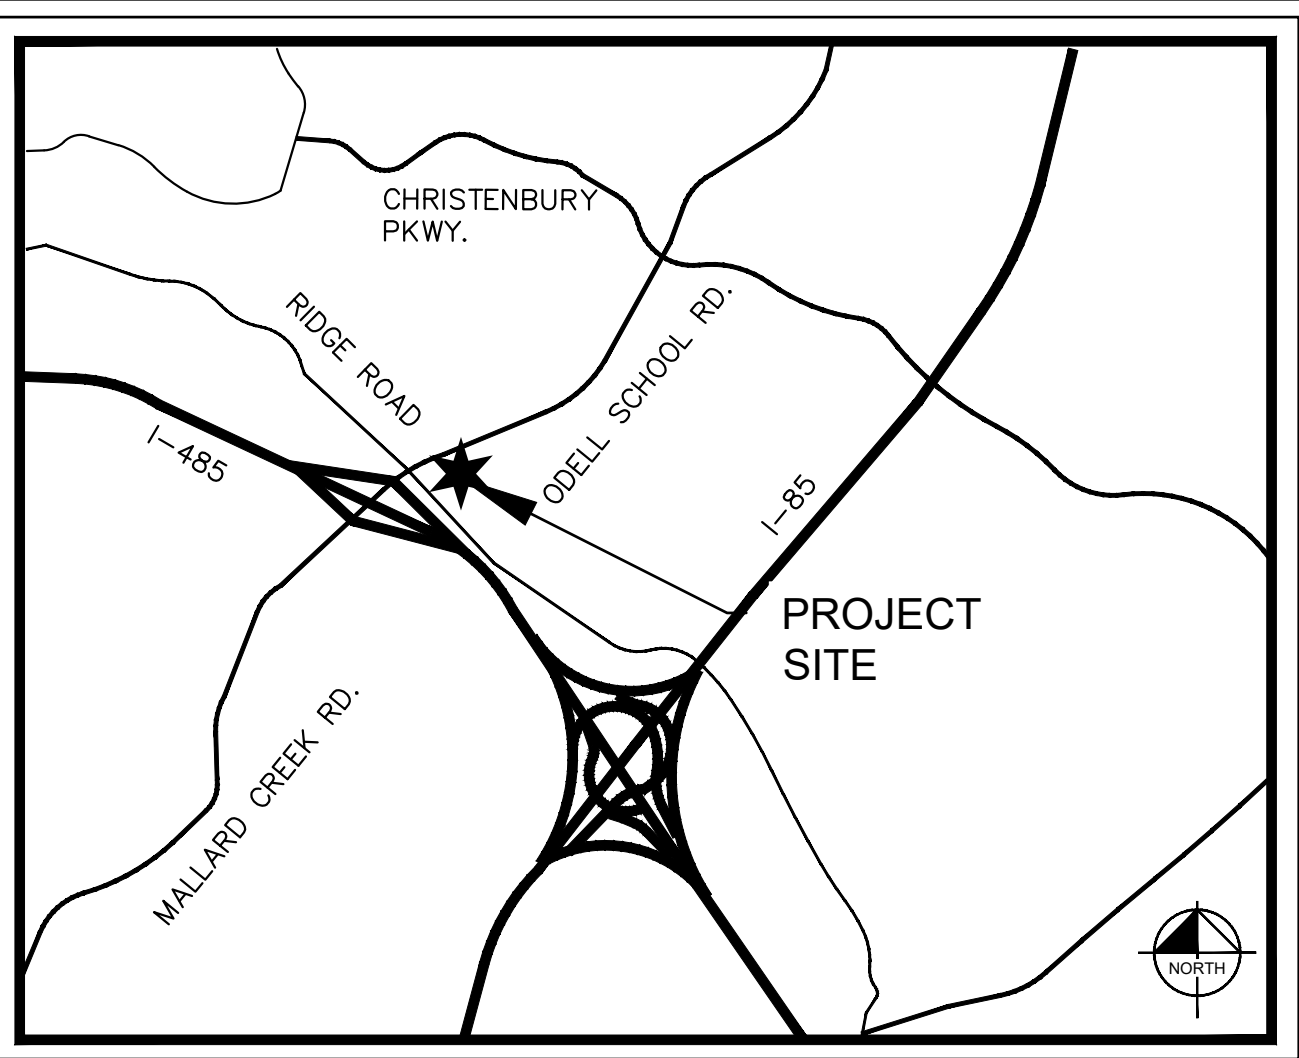 CHRISTENBURY
PKWY.
RIDGE ROAD
ODELL SCHOOL RD.
I-485
I-85
PROJECT
SITE
MALLARD CREEK RD.
NORTH